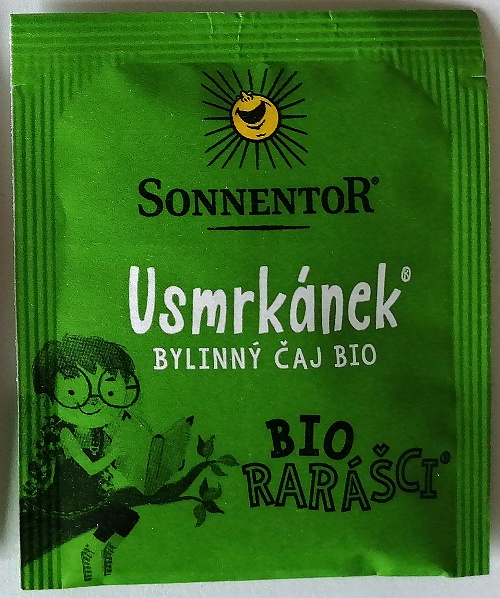 SONNENTOR®
Usmrkánek®
BYLINNÝ ČAJ BIO
BIO
RARÁŠCI®